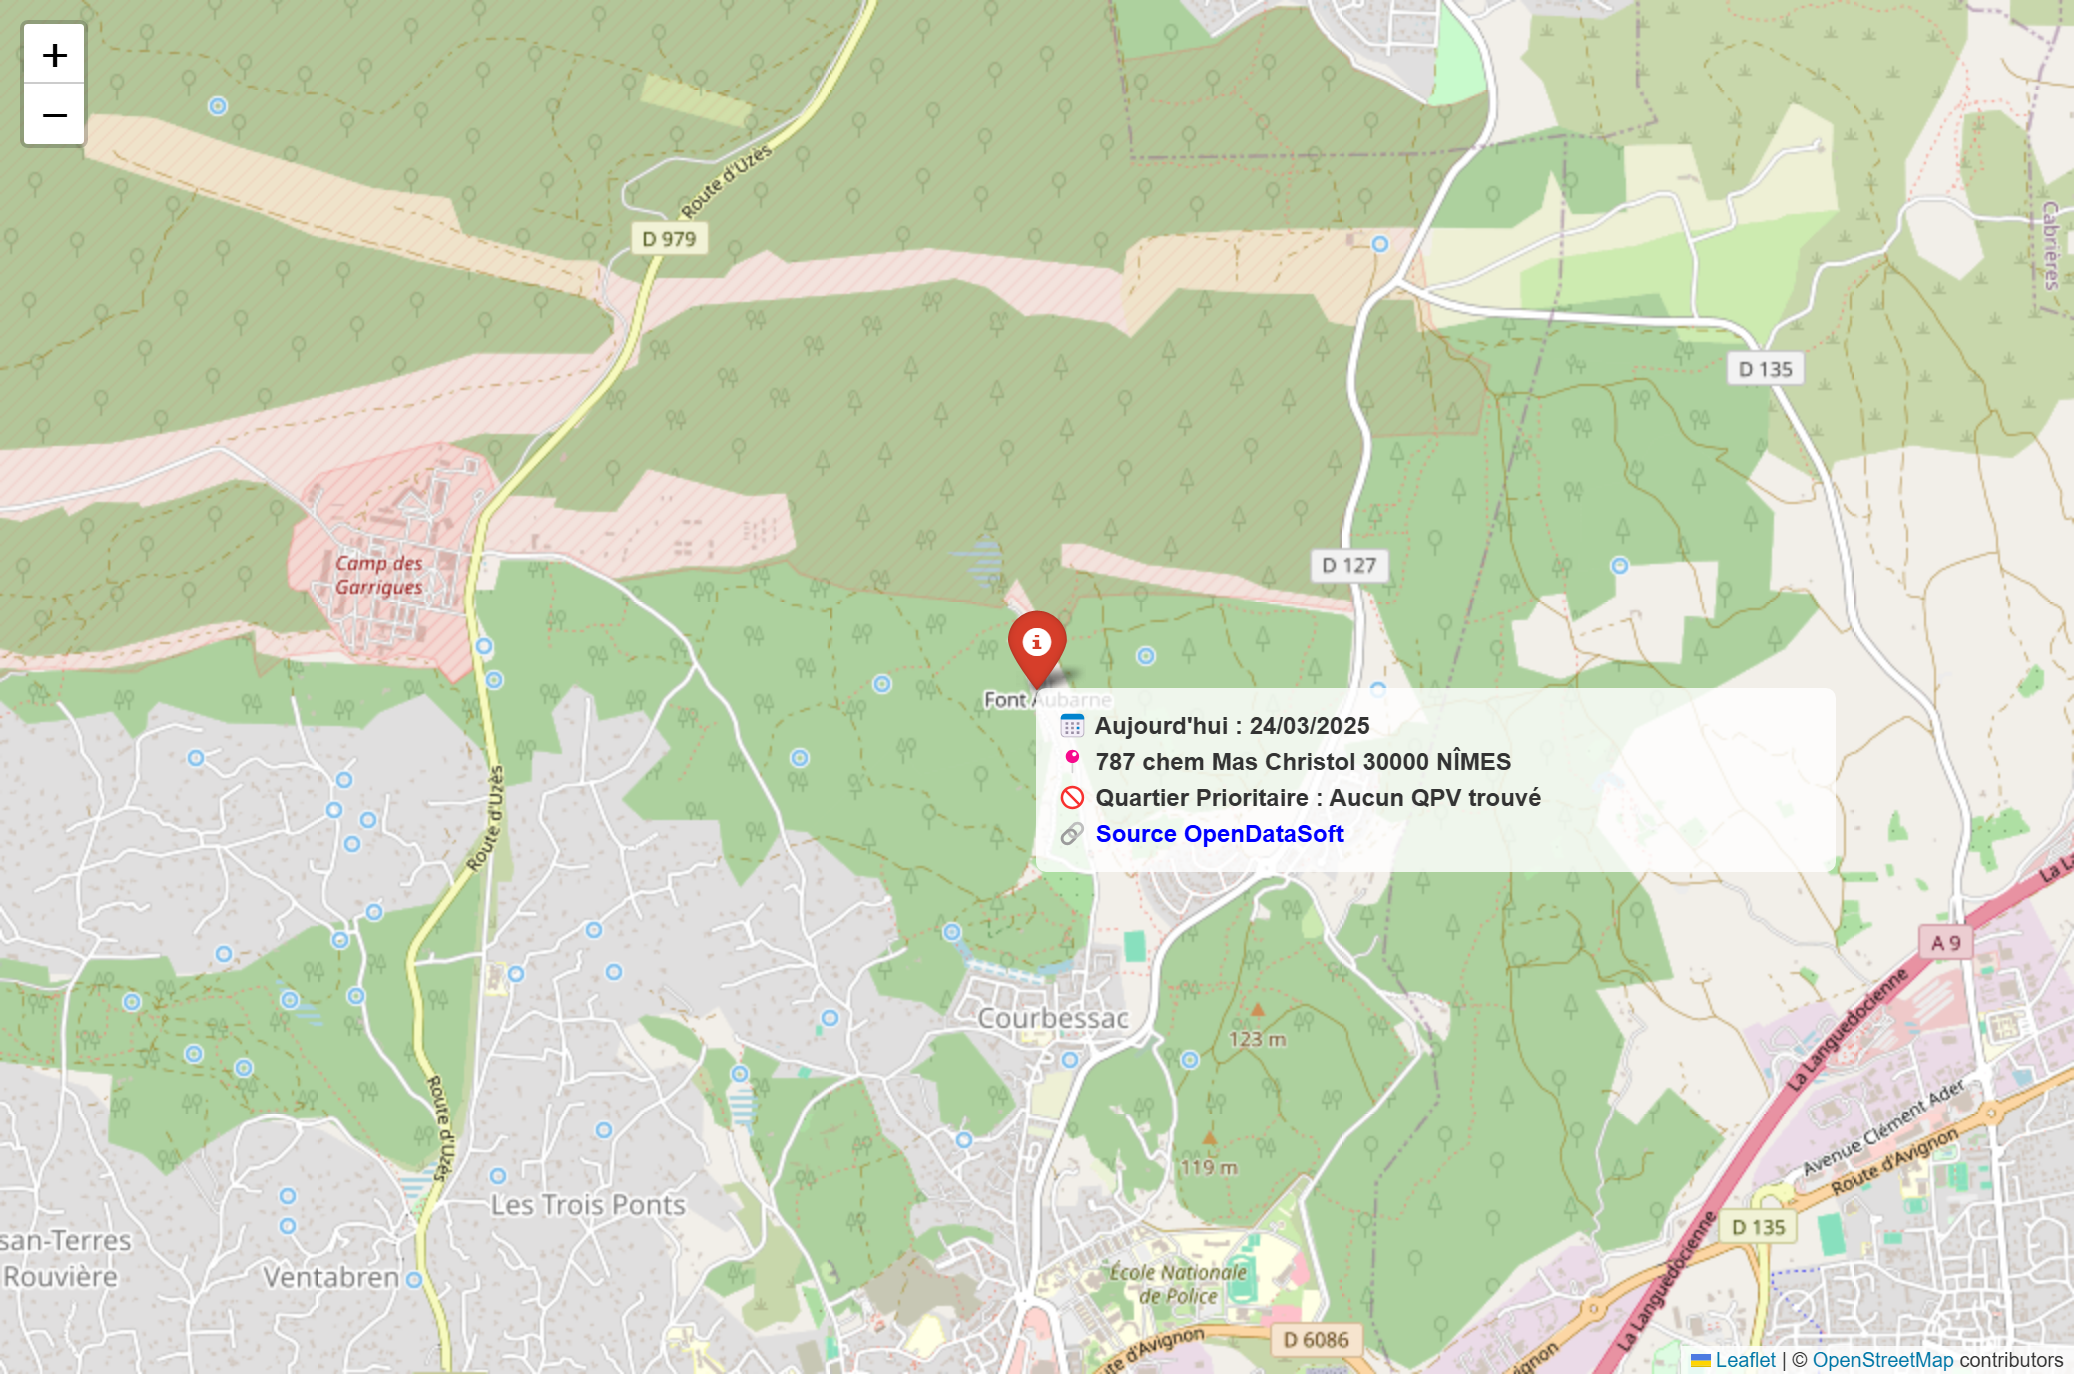 +
−
Route d'Uzès
D 979
Cabrières
D 135
Camp des
Garrigues
D 127
Font Aubarne
Aujourd'hui : 24/03/2025
787 chem Mas Christol 30000 NÎMES
Quartier Prioritaire : Aucun QPV trouvé
Source OpenDataSoft
Route d'Uzès
La La
A 9
La Languedocienne
Courbessac
123 m
Route d'Uzès
Avenue Clément Ader
Route d'Avignon
119 m
Les Trois Ponts
D 135
san-Terres
Rouvière
Ventabren
École Nationale
de Police
La Languedocienne
D 6086
te d'Avignon
ignon
Leaflet | © OpenStreetMap contributors